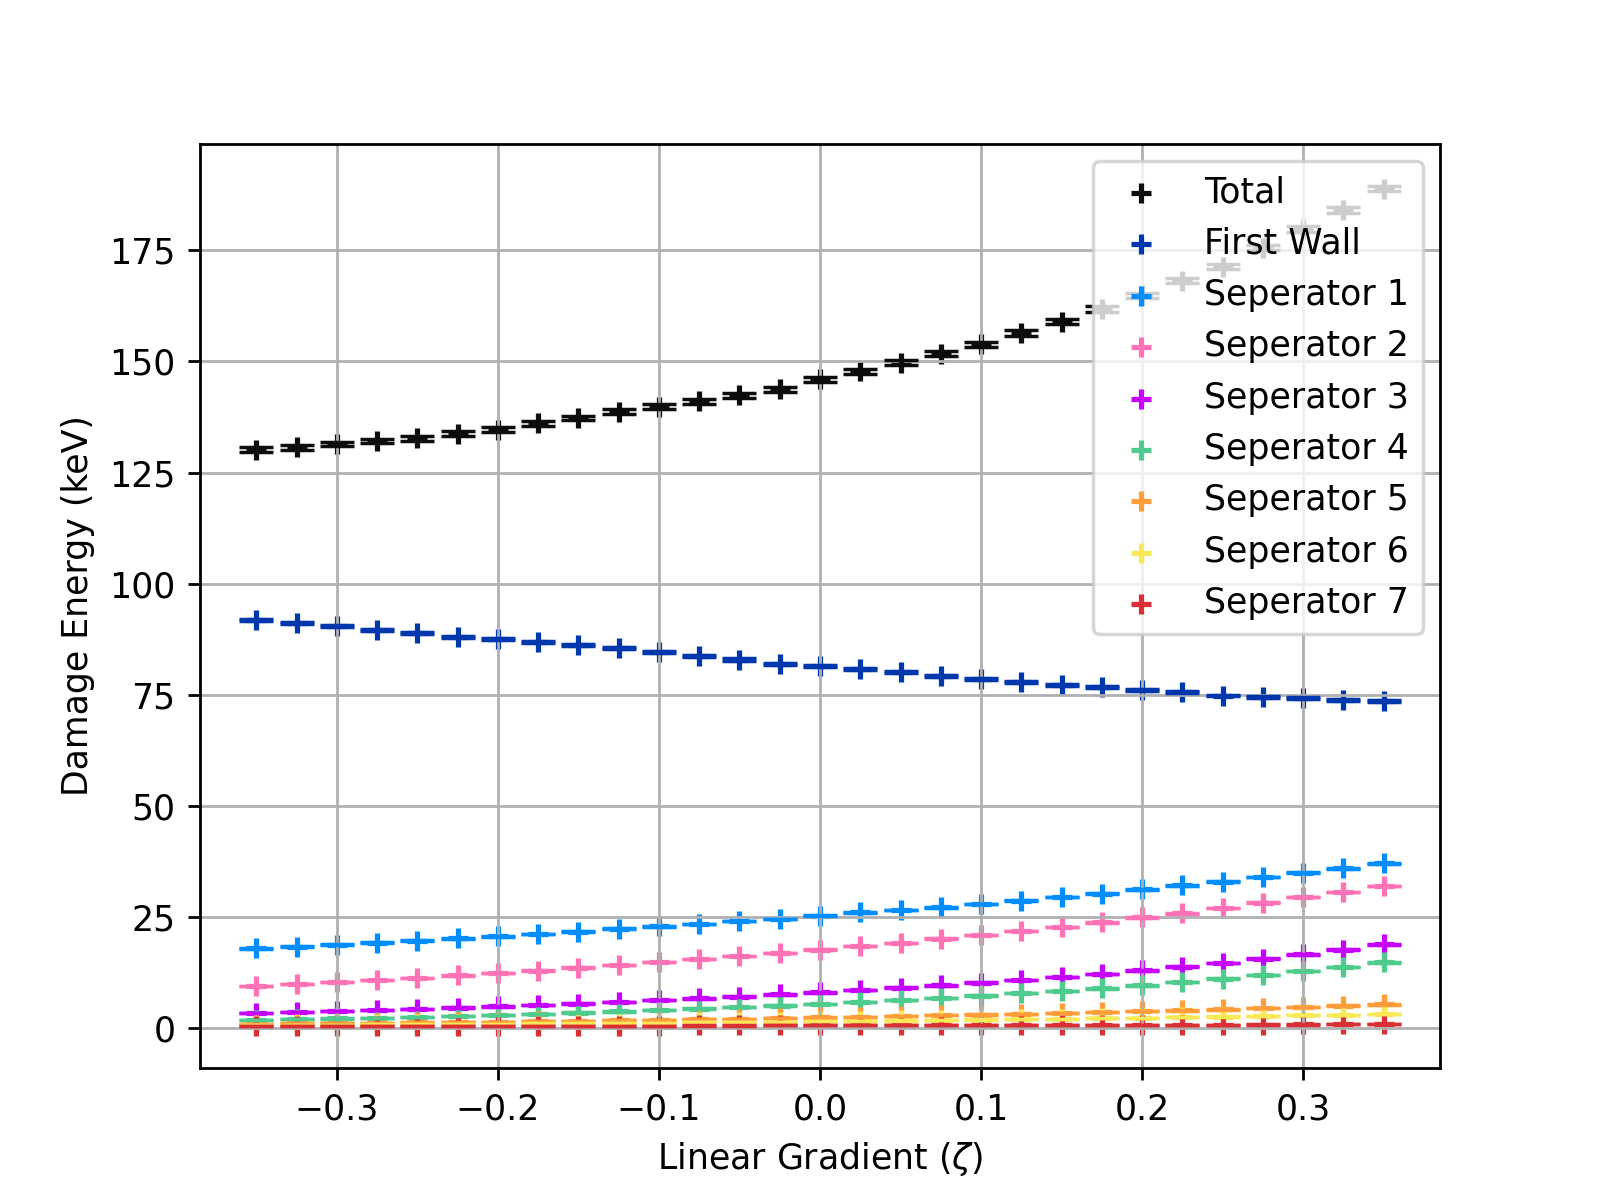 175
150
125
100
75
50
25
0
Damage Energy (keV)
Total
First Wall
Seperator 1
Seperator 2
Seperator 3
Seperator 4
Seperator 5
Seperator 6
Seperator 7
−0.3 −0.2 −0.1 0.0 0.1 0.2 0.3
Linear Gradient (ζ)